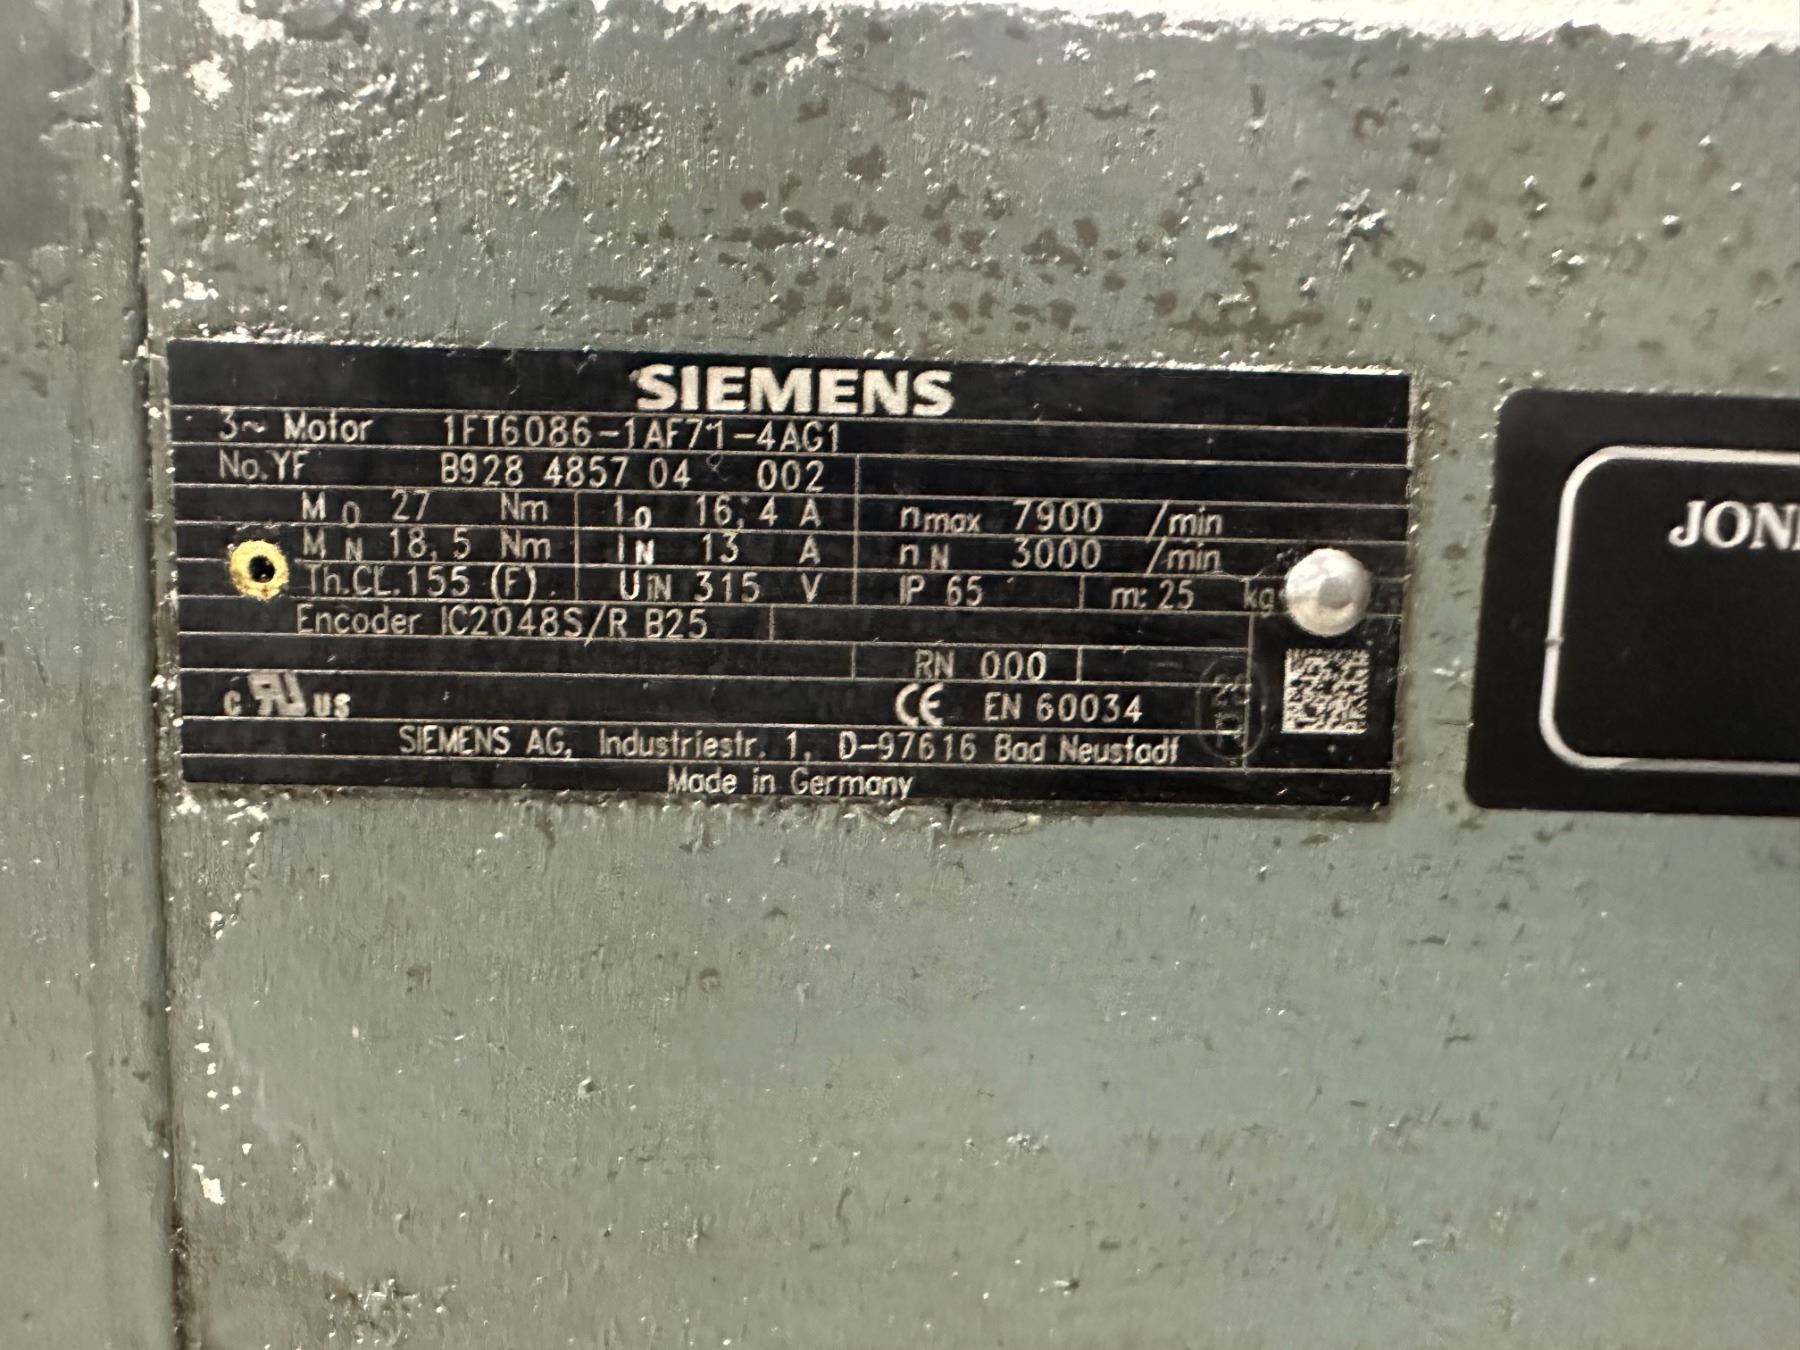 SIEMENS
3~ Motor 1FT6086-1AF71-4AG1
No. YF B928 4857 04 002
M0 27 Nm I0 16,4 A nmax 7900 /min
MN 18,5 Nm IN 13 A nN 3000 /min
Th.CL.155 (F) UIN 315 V IP 65 m: 25 kg
Encoder IC2048S/R B25
RN 000
c RU US CE EN 60034
SIEMENS AG, Industriestr. 1, D-97616 Bad Neustadt
Made in Germany